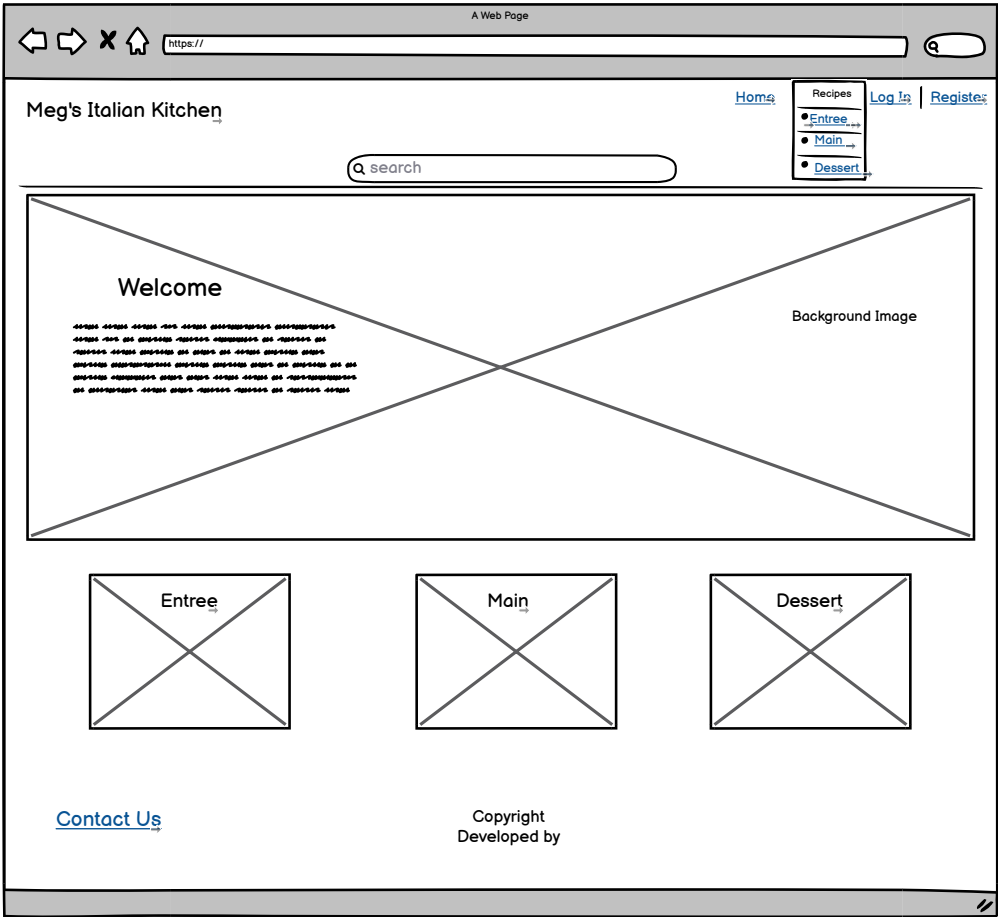 A Web Page
https://
Meg's Italian Kitchen
Home
Recipes
Entree
Main
Dessert
Log In
Register
search
Welcome
Background Image
Entree
Main
Dessert
Contact Us
Copyright
Developed by